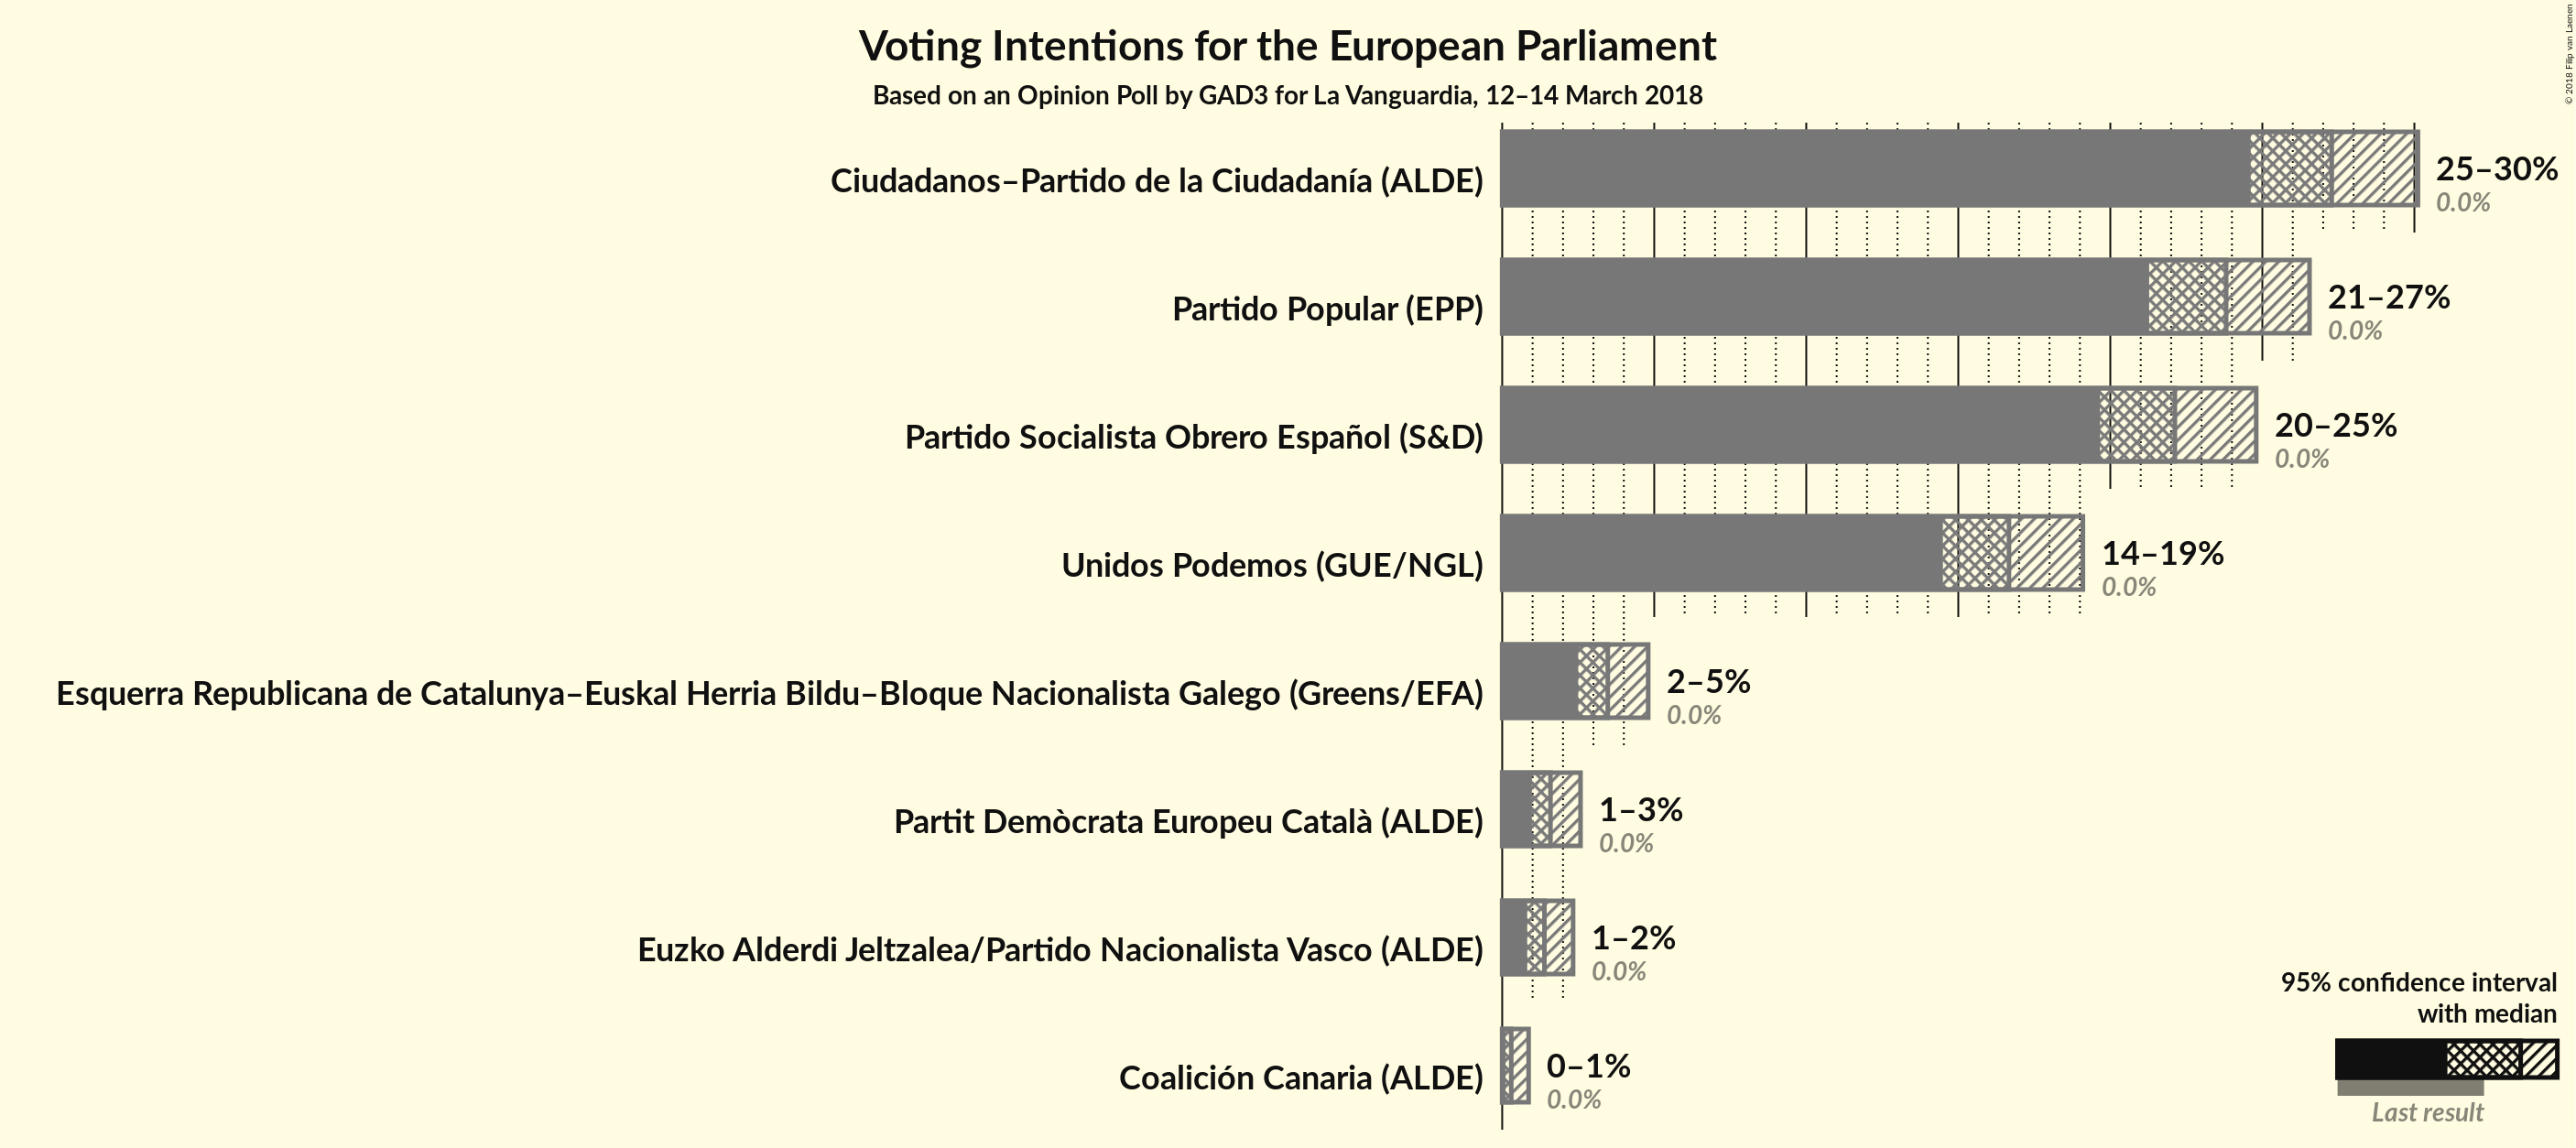 Voting Intentions for the European Parliament
Based on an Opinion Poll by GAD3 for La Vanguardia, 12–14 March 2018
© 2018 Filip van Laenen
Ciudadanos–Partido de la Ciudadanía (ALDE)
25–30%
0.0%
Partido Popular (EPP)
21–27%
0.0%
Partido Socialista Obrero Español (S&D)
20–25%
0.0%
Unidos Podemos (GUE/NGL)
14–19%
0.0%
Esquerra Republicana de Catalunya–Euskal Herria Bildu–Bloque Nacionalista Galego (Greens/EFA)
2–5%
0.0%
Partit Demòcrata Europeu Català (ALDE)
1–3%
0.0%
Euzko Alderdi Jeltzalea/Partido Nacionalista Vasco (ALDE)
1–2%
0.0%
Coalición Canaria (ALDE)
0–1%
0.0%
95% confidence interval
with median
Last result